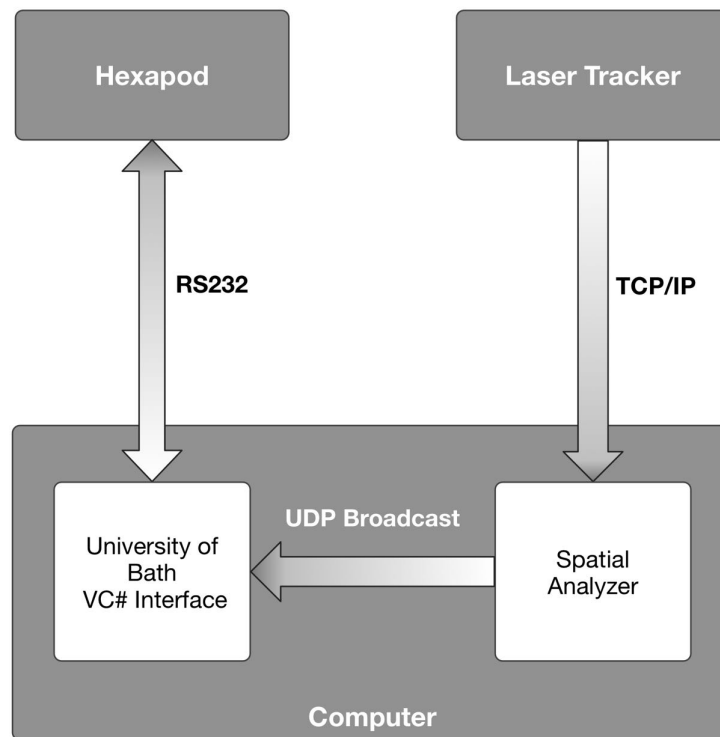 Hexapod
Laser Tracker
RS232
TCP/IP
UDP Broadcast
University of
Bath
VC# Interface
Spatial
Analyzer
Computer